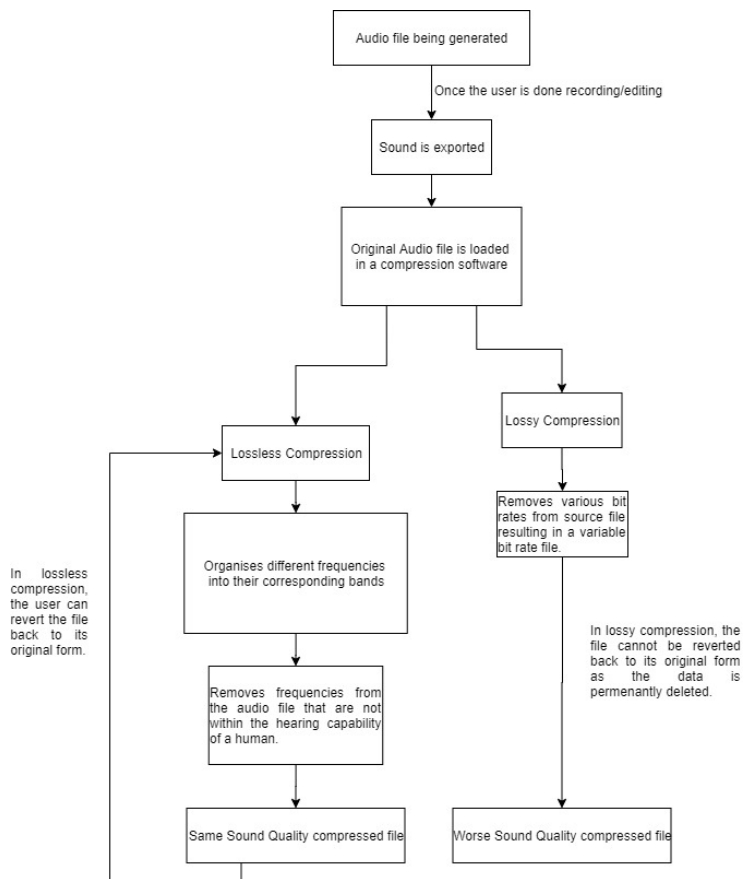 Audio file being generated
Once the user is done recording/editing
Sound is exported
Original Audio file is loaded
in a compression software
Lossy Compression
Lossless Compression
Removes various bit
rates from source file
resulting in a variable
bit rate file.
Organises different frequencies
into their corresponding bands
In lossless
compression,
the user can
revert the file
back to its
original form.
In lossy compression, the
file cannot be reverted
back to its original form
as the data is
permenantly deleted.
Removes frequencies from
the audio file that are not
within the hearing capability
of a human.
Same Sound Quality compressed file
Worse Sound Quality compressed file